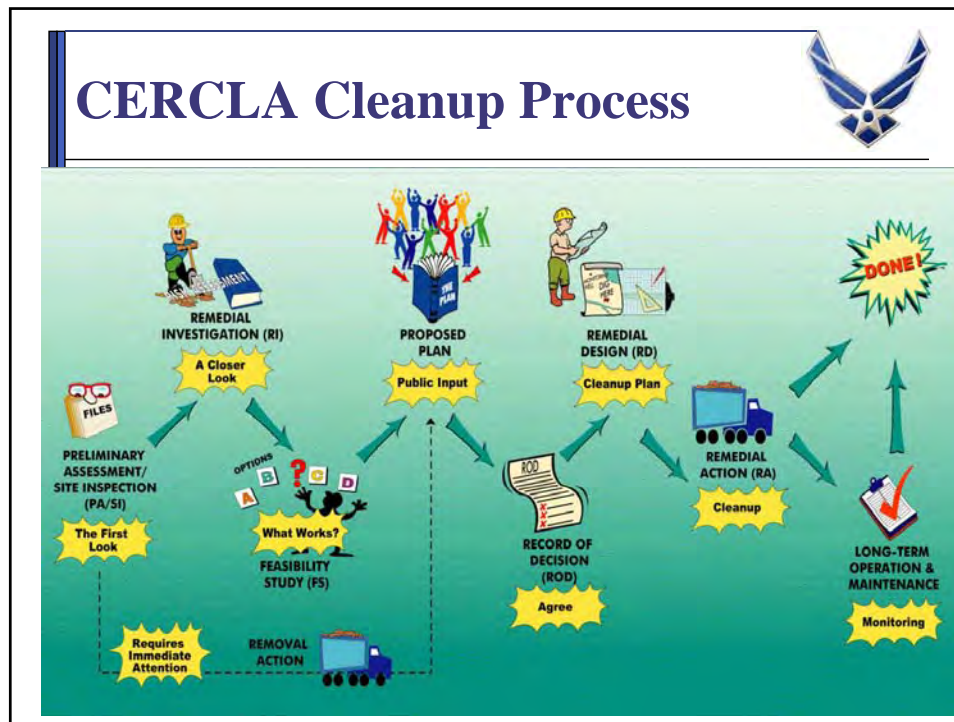 CERCLA Cleanup Process
REMEDIAL
INVESTIGATION (RI)
A Closer
Look
FILES
PRELIMINARY
ASSESSMENT/
SITE INSPECTION
(PA/SI)
The First
Look
OPTIONS
A
B
?
C
D
What Works?
FEASIBILITY
STUDY (FS)
Requires
Immediate
Attention
REMOVAL
ACTION
THE
PLAN
PROPOSED
PLAN
Public Input
ROD
X
X
X
RECORD OF
DECISION
(ROD)
Agree
DIG
HERE
REMEDIAL
DESIGN (RD)
Cleanup Plan
REMEDIAL
ACTION (RA)
Cleanup
DONE!
LONG-TERM
OPERATION &
MAINTENANCE
Monitoring